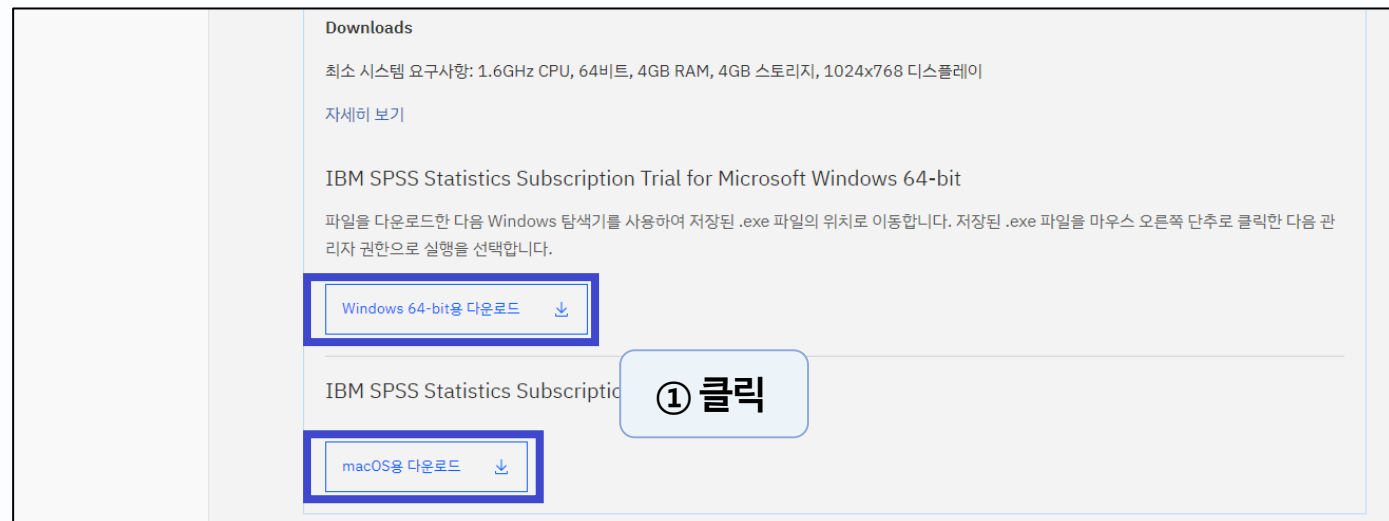 Downloads
최소 시스템 요구사항: 1.6GHz CPU, 64비트, 4GB RAM, 4GB 스토리지, 1024x768 디스플레이
자세히 보기
IBM SPSS Statistics Subscription Trial for Microsoft Windows 64-bit
파일을 다운로드한 다음 Windows 탐색기를 사용하여 저장된 .exe 파일의 위치로 이동합니다. 저장된 .exe 파일을 마우스 오른쪽 단추로 클릭한 다음 관
리자 권한으로 실행을 선택합니다.
Windows 64-bit용 다운로드
IBM SPSS Statistics
① 클릭
macOS용 다운로드